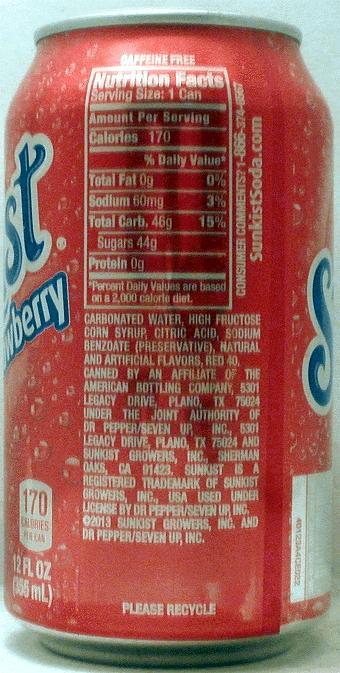 CAFFEINE FREE
Nutrition Facts
Serving Size: 1 Can
Amount Per Serving
Calories 170
% Daily Value*
Total Fat 0g 0%
Sodium 60mg 3%
Total Carb. 46g 15%
Sugars 44g
Protein 0g
*Percent Daily Values are based
on a 2,000 calorie diet.
CONSUMER COMMENTS?
SunkistSoda.com
CARBONATED WATER, HIGH FRUCTOSE
CORN SYRUP, CITRIC ACID, SODIUM
BENZOATE (PRESERVATIVE), NATURAL
AND ARTIFICIAL FLAVORS, RED 40.
CANNED BY AN AFFILIATE OF THE
AMERICAN BOTTLING COMPANY, 5301
LEGACY DRIVE, PLANO, TX 75024
UNDER THE JOINT AUTHORITY OF
DR PEPPER/SEVEN UP, INC., 5301
LEGACY DRIVE, PLANO, TX 75024 AND
SUNKIST GROWERS, INC., SHERMAN
OAKS, CA 91423. SUNKIST IS A
REGISTERED TRADEMARK OF SUNKIST
GROWERS, INC., USA USED UNDER
LICENSE BY DR PEPPER/SEVEN UP, INC.
©2013 SUNKIST GROWERS, INC. AND
DR PEPPER/SEVEN UP, INC.
PLEASE RECYCLE
st
wberry
170
CALORIES
PER CAN
12 FL OZ
(355 mL)
S